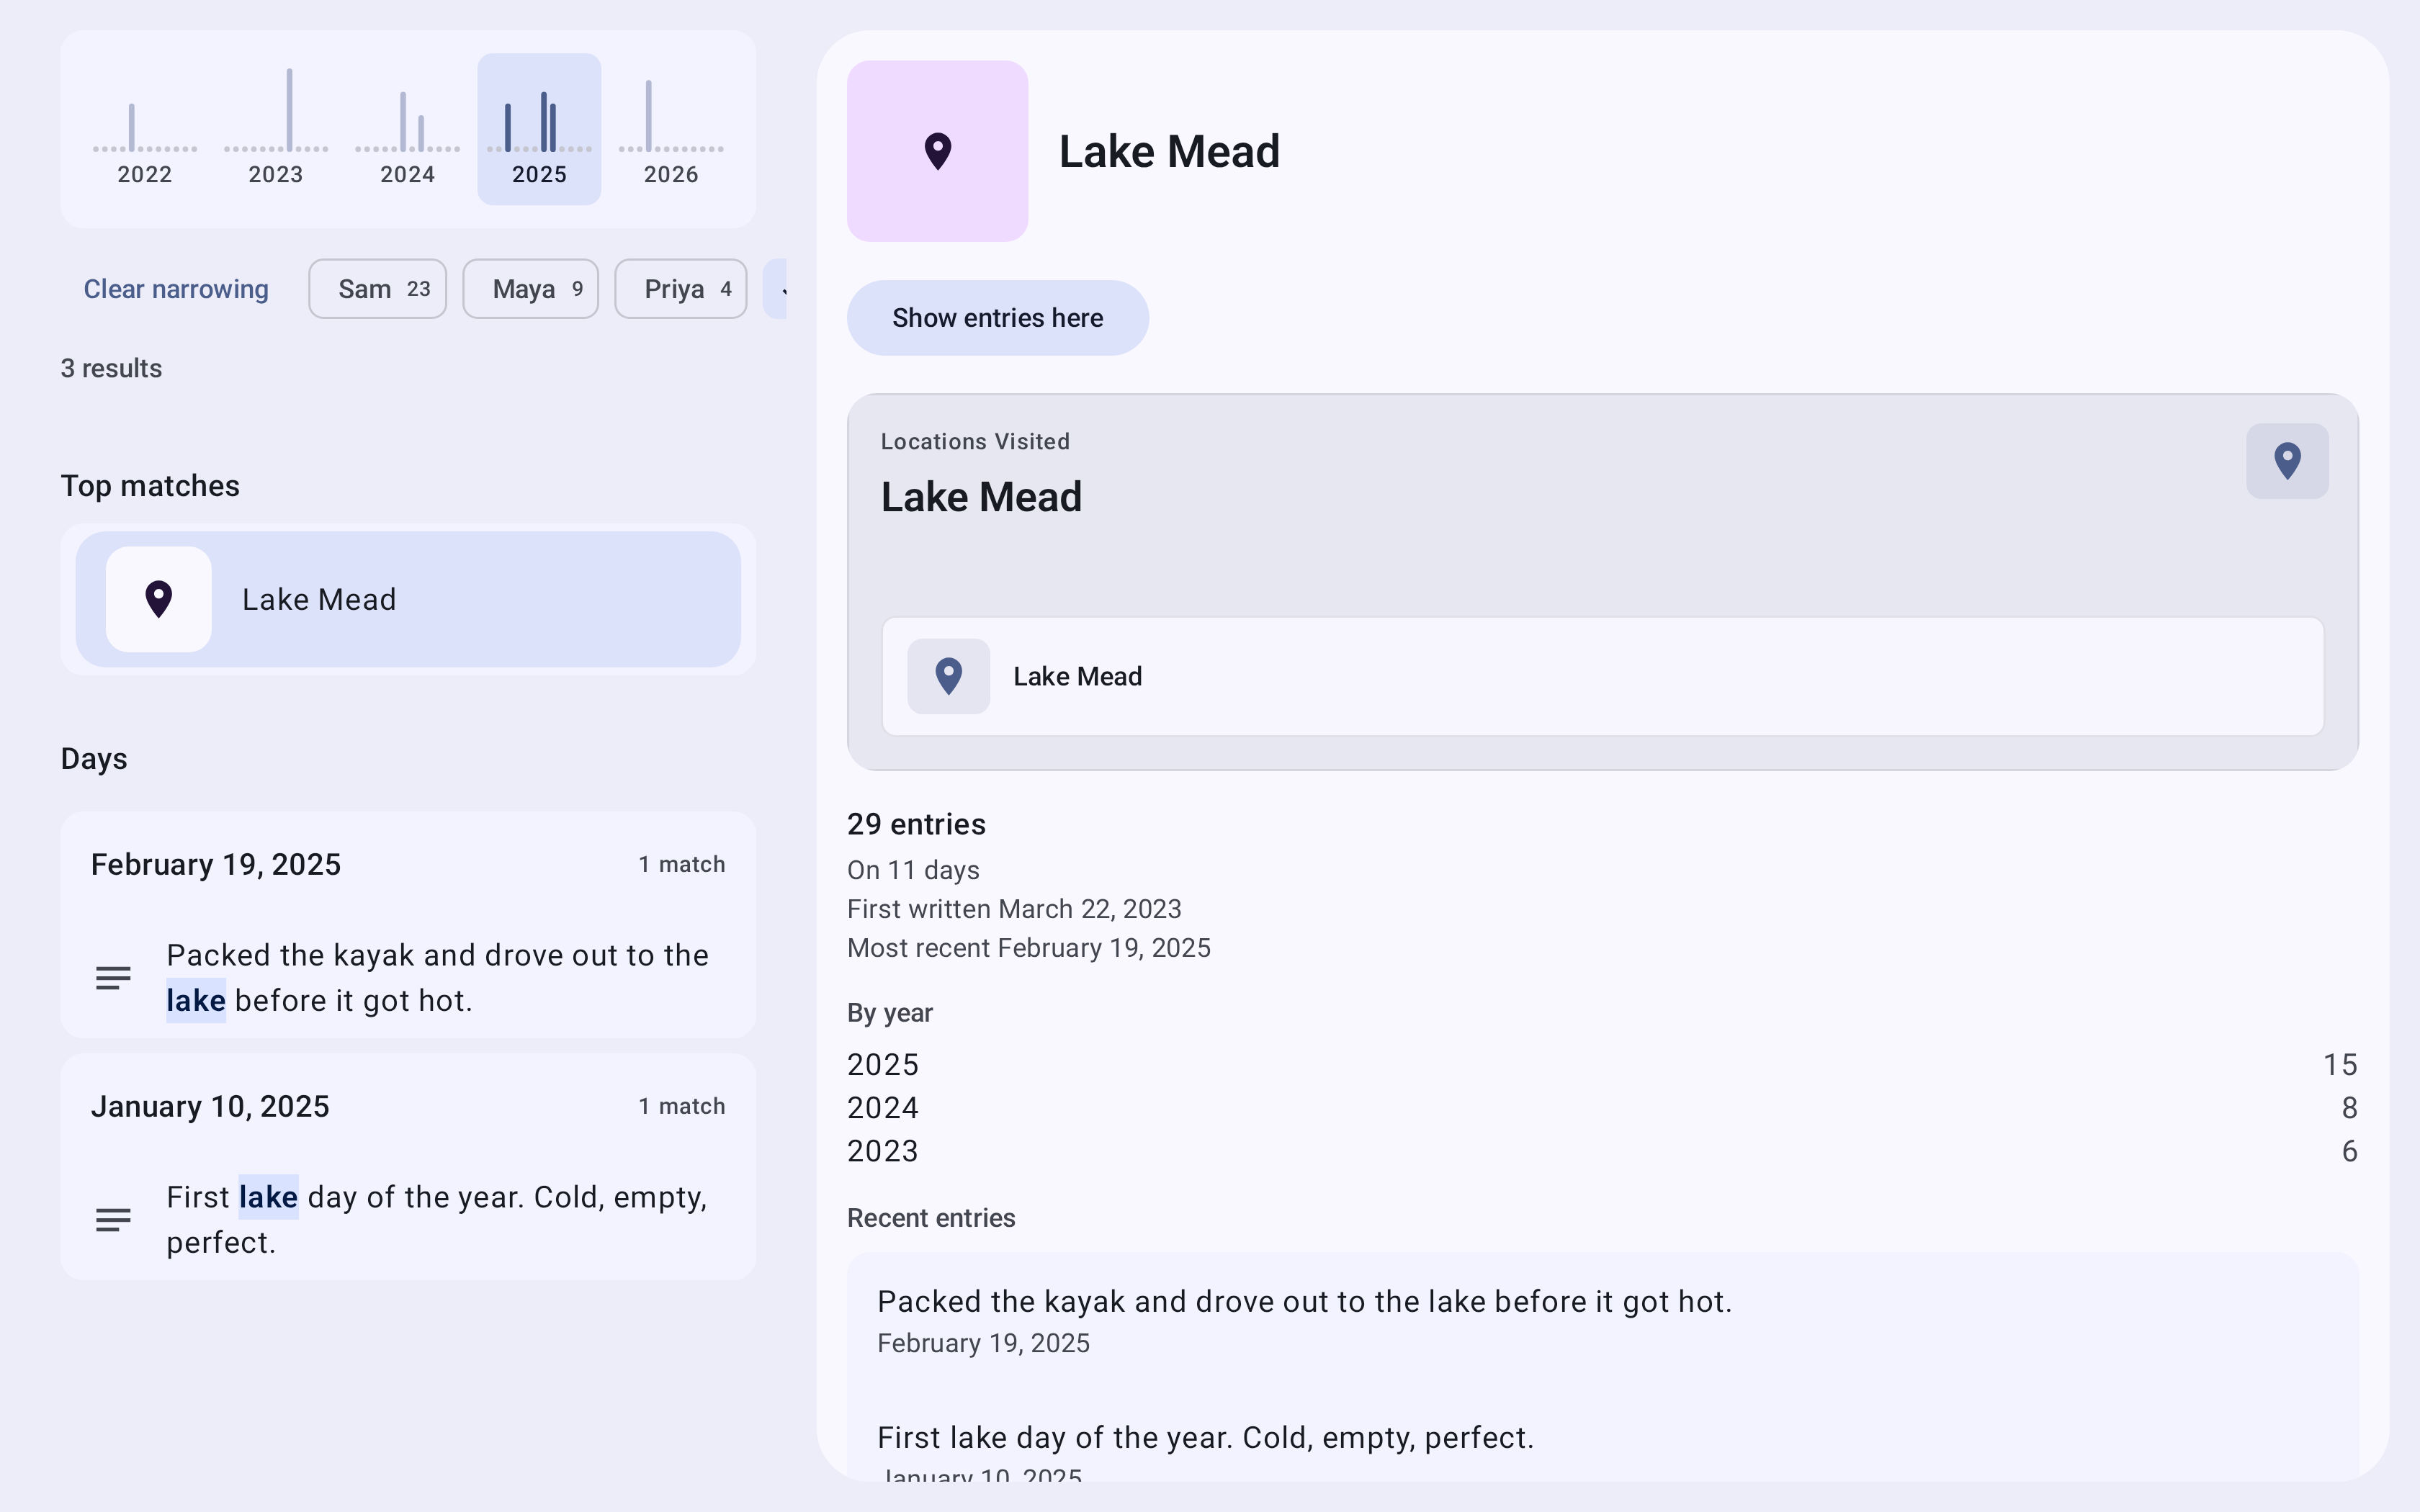 2022
2023
2024
2025
2026
Clear narrowing
Sam 23
Maya 9
Priya 4
3 results
Top matches
Lake Mead
Days
February 19, 2025
1 match
Packed the kayak and drove out to the
lake before it got hot.
January 10, 2025
1 match
First lake day of the year. Cold, empty,
perfect.
Lake Mead
Show entries here
Locations Visited
Lake Mead
Lake Mead
29 entries
On 11 days
First written March 22, 2023
Most recent February 19, 2025
By year
2025 15
2024 8
2023 6
Recent entries
Packed the kayak and drove out to the lake before it got hot.
February 19, 2025
First lake day of the year. Cold, empty, perfect.
January 10, 2025